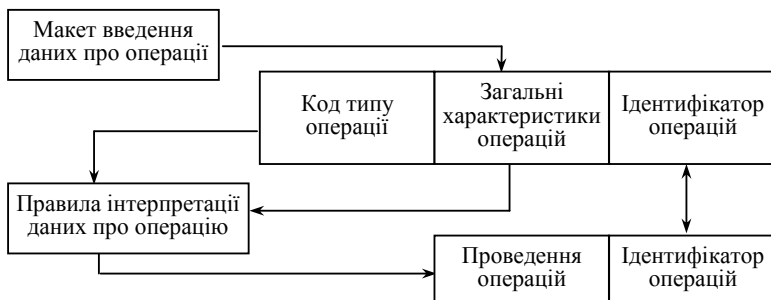 Макет введення
даних про операції
Код типу
операції
Загальні
характеристики
операцій
Ідентифікатор
операцій
Правила інтерпретації
даних про операцію
Проведення
операцій
Ідентифікатор
операцій